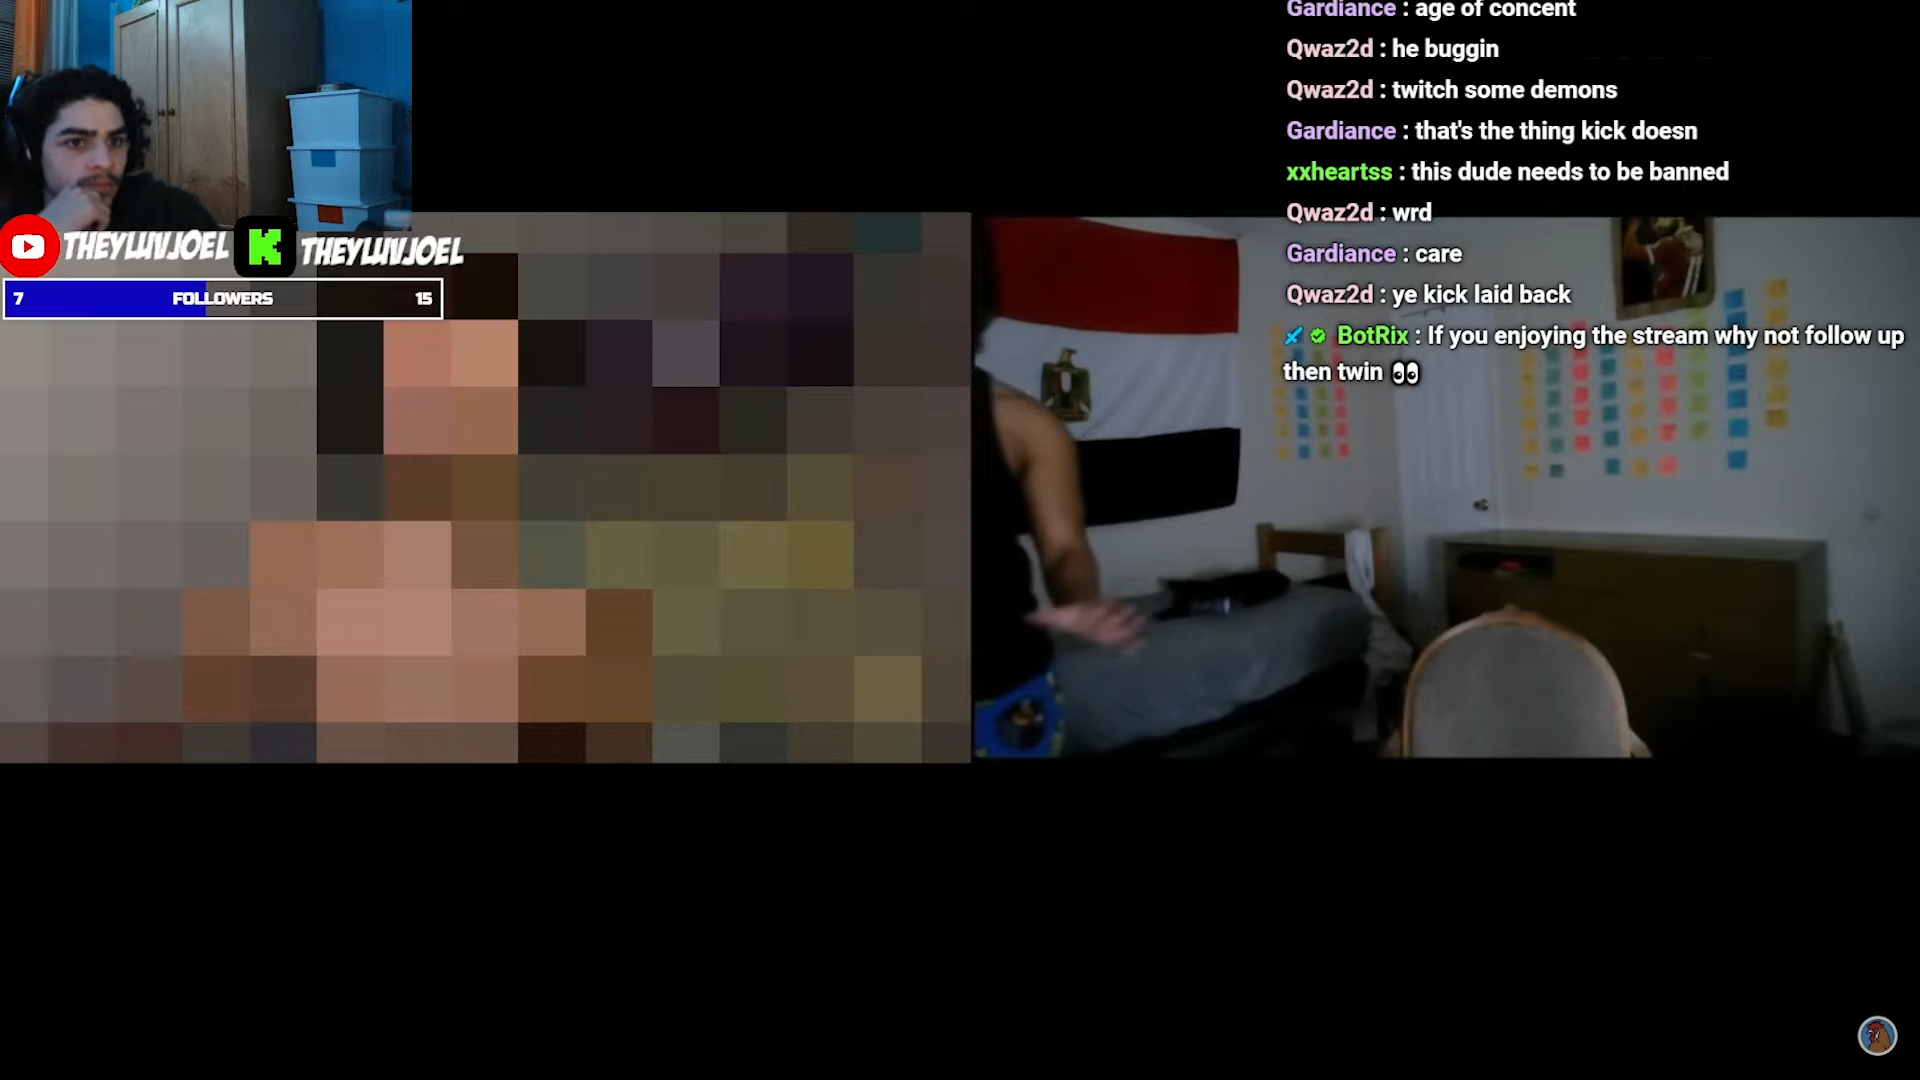 Gardiance : age of concent
Qwaz2d : he buggin
Qwaz2d : twitch some demons
Gardiance : that's the thing kick doesn
xxheartss : this dude needs to be banned
Qwaz2d : wrd
Gardiance : care
Qwaz2d : ye kick laid back
BotRix : If you enjoying the stream why not follow up
then twin 👀
THEYLUVJOEL K THEYLUVJOEL
7 FOLLOWERS 15